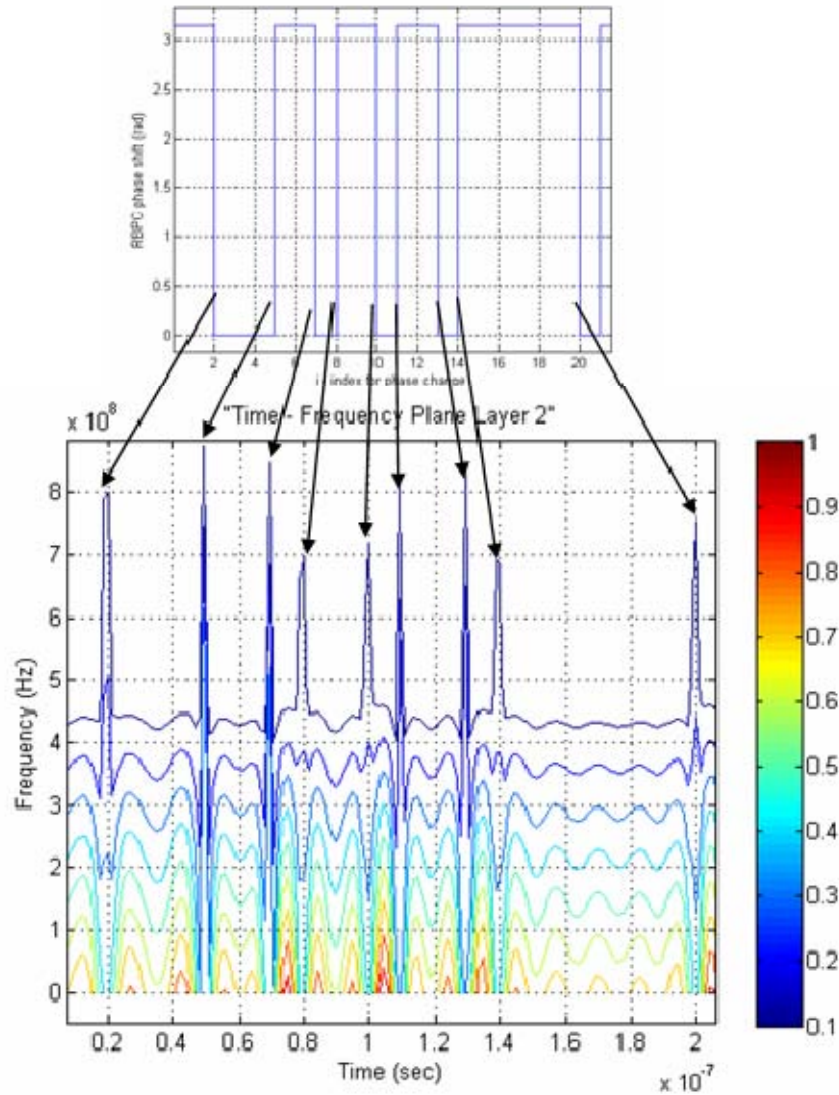 3
2.5
2
1.5
1
0.5
0
RBPC phase shift (rad)
2 4 6 8 10 12 14 16 18 20
i - index for phase change
x 10^8
"Time - Frequency Plane Layer 2"
8
7
6
5
4
3
2
1
0
Frequency (Hz)
0.2 0.4 0.6 0.8 1 1.2 1.4 1.6 1.8 2
Time (sec)
x 10^-7
1
0.9
0.8
0.7
0.6
0.5
0.4
0.3
0.2
0.1